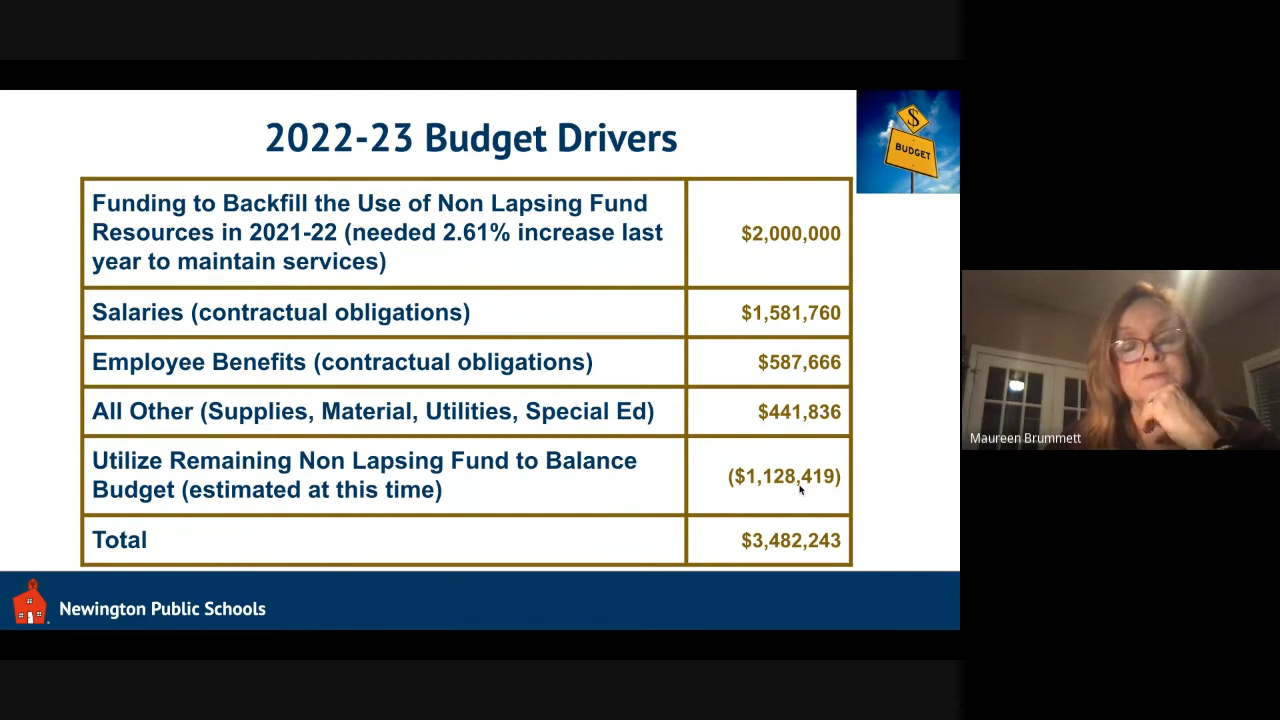 2022-23 Budget Drivers
$
BUDGET
Funding to Backfill the Use of Non Lapsing Fund
Resources in 2021-22 (needed 2.61% increase last
year to maintain services)
$2,000,000
Salaries (contractual obligations)
$1,581,760
Employee Benefits (contractual obligations)
$587,666
All Other (Supplies, Material, Utilities, Special Ed)
$441,836
Utilize Remaining Non Lapsing Fund to Balance
Budget (estimated at this time)
($1,128,419)
Total
$3,482,243
Newington Public Schools
Maureen Brummett